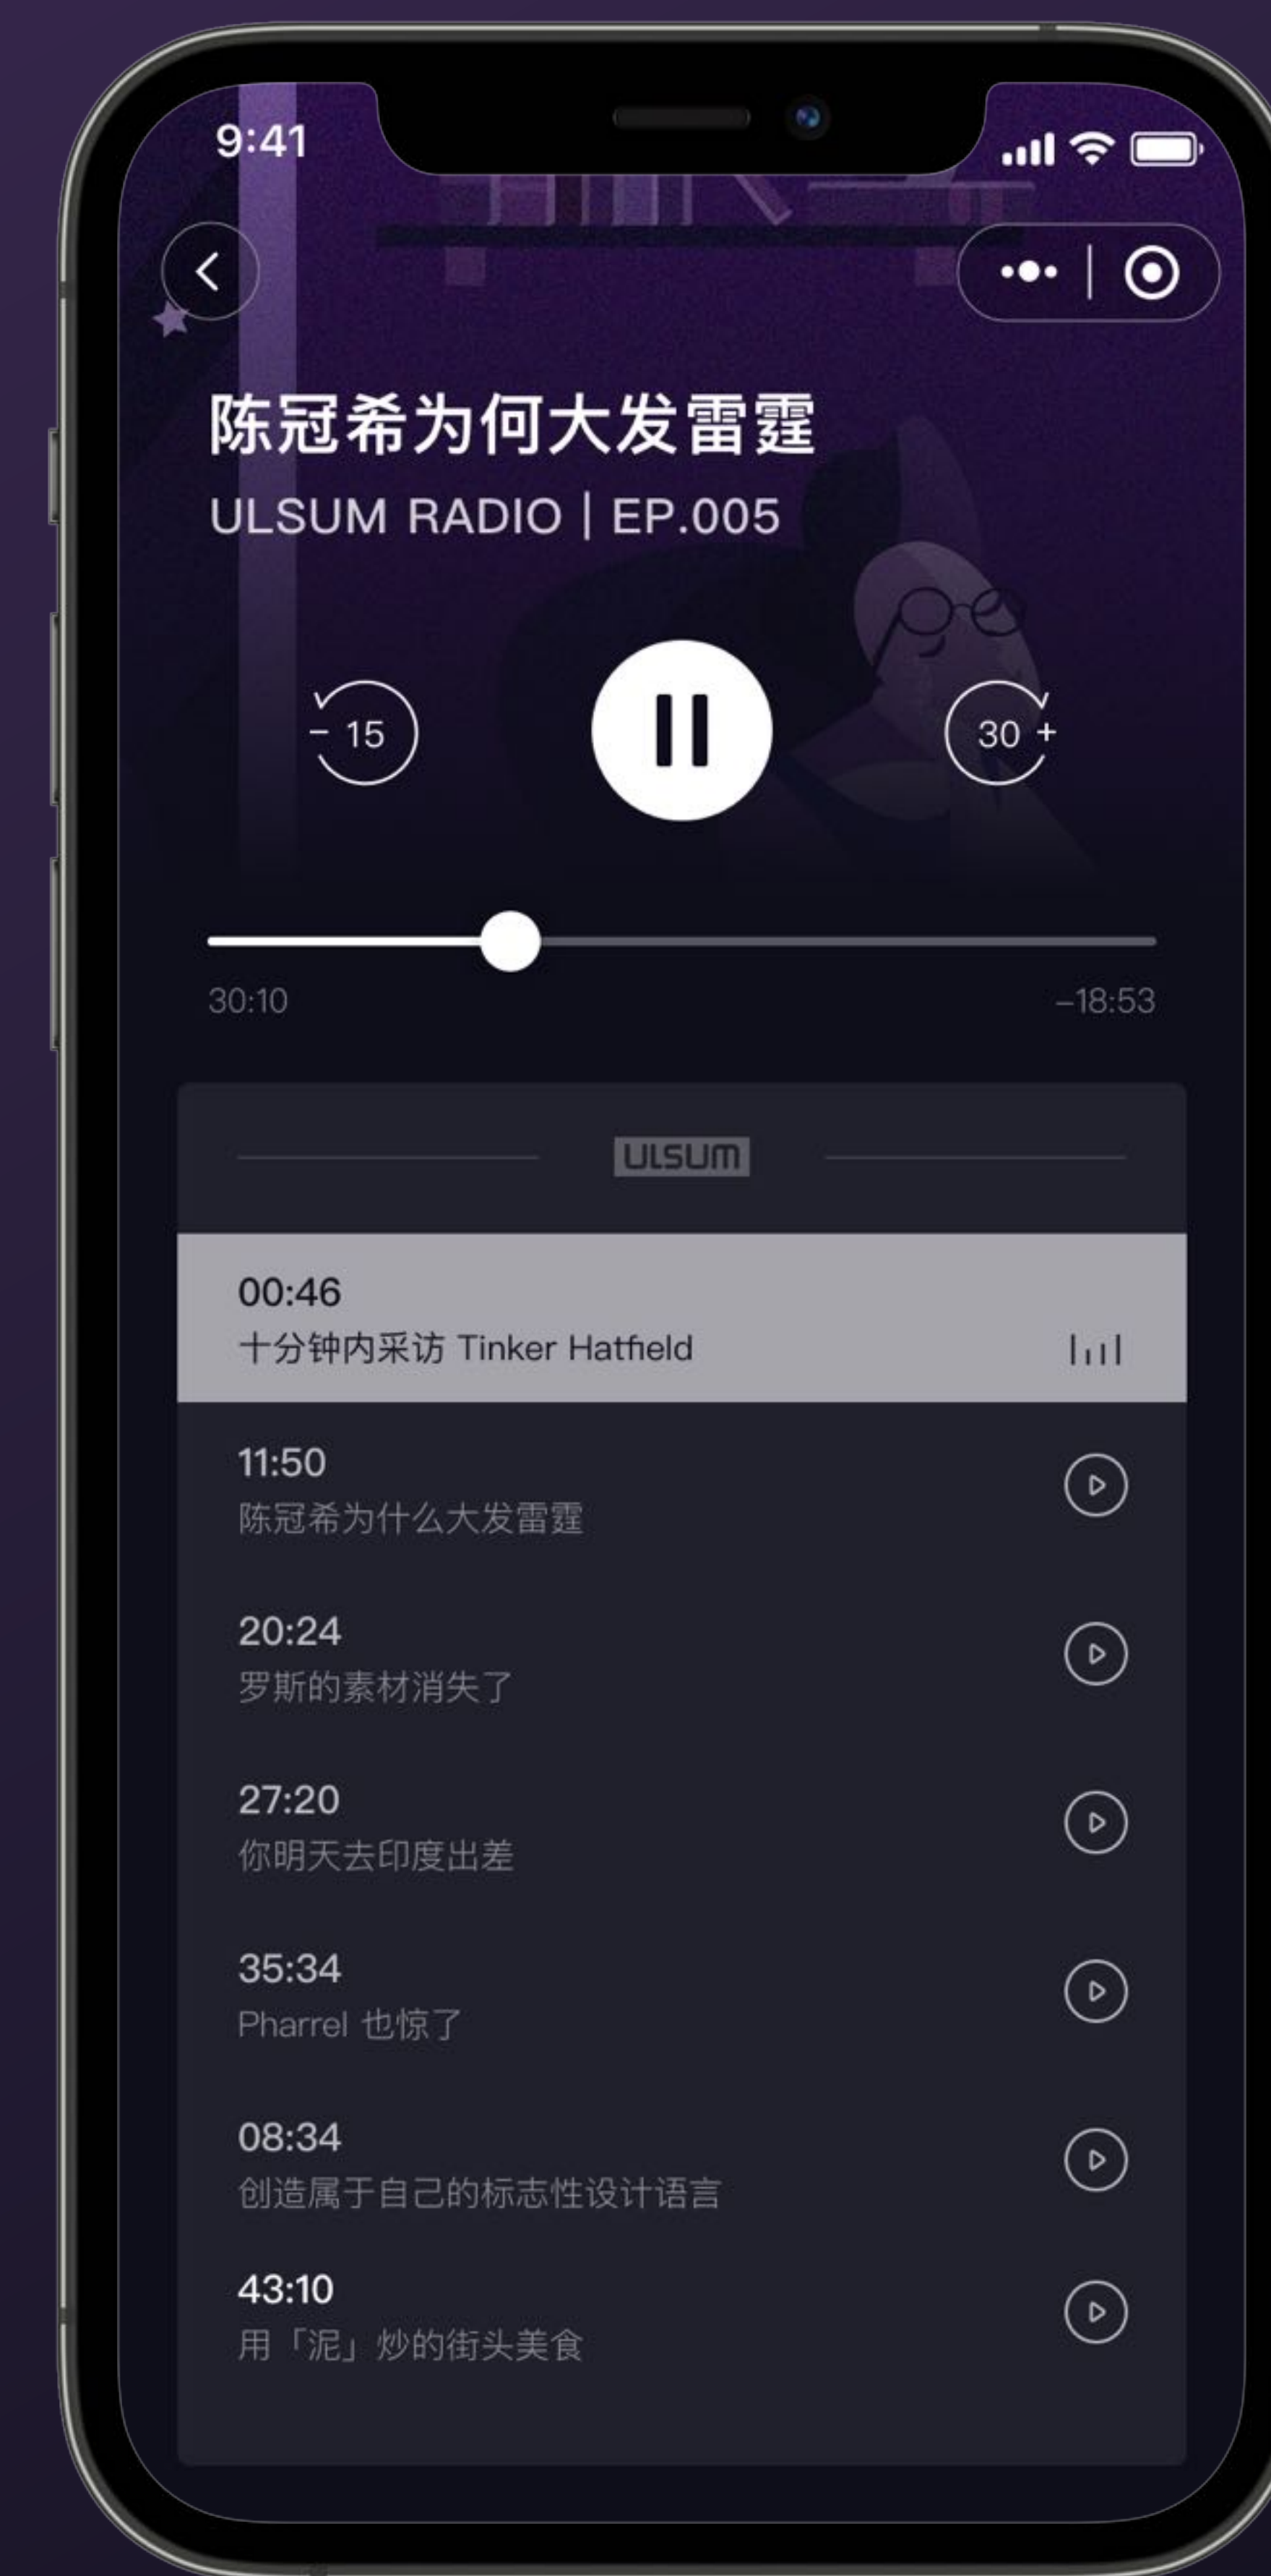 9:41
陈冠希为何大发雷霆
ULSUM RADIO | EP.005
– 15
30 +
30:10
–18:53
ULSUM
00:46
十分钟内采访 Tinker Hatfield
11:50
陈冠希为什么大发雷霆
20:24
罗斯的素材消失了
27:20
你明天去印度出差
35:34
Pharrel 也惊了
08:34
创造属于自己的标志性设计语言
43:10
用「泥」炒的街头美食